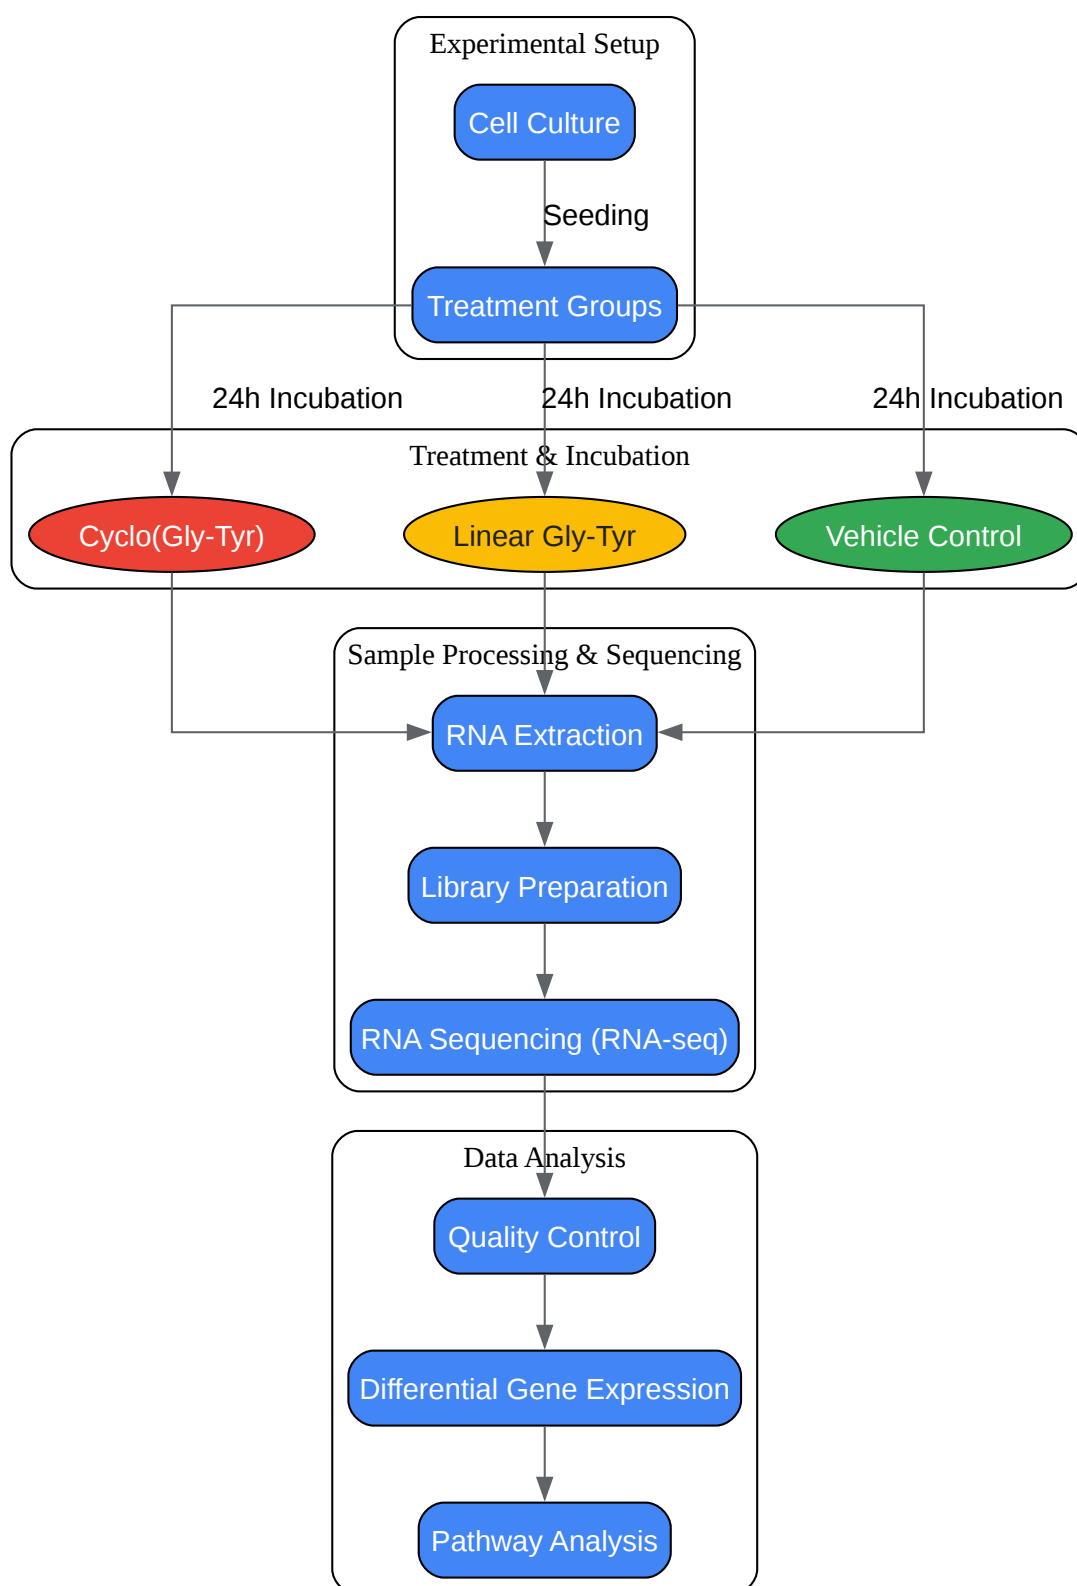 Experimental Setup
Cell Culture
Seeding
Treatment Groups
24h Incubation
24h Incubation
24h Incubation
Treatment & Incubation
Cyclo(Gly-Tyr)
Linear Gly-Tyr
Vehicle Control
Sample Processing & Sequencing
RNA Extraction
Library Preparation
RNA Sequencing (RNA-seq)
Data Analysis
Quality Control
Differential Gene Expression
Pathway Analysis